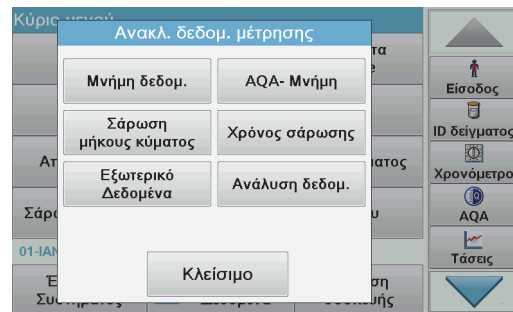 Κύριο μενού
Ανακλ. δεδομ. μέτρησης
Μνήμη δεδομ.
AQA- Μνήμη
Σάρωση
μήκους κύματος
Χρόνος σάρωσης
Εξωτερικό
Δεδομένα
Ανάλυση δεδομ.
Κλείσιμο
01-ΙΑΝ
Είσοδος
ID δείγματος
Χρονόμετρο
AQA
Τάσεις